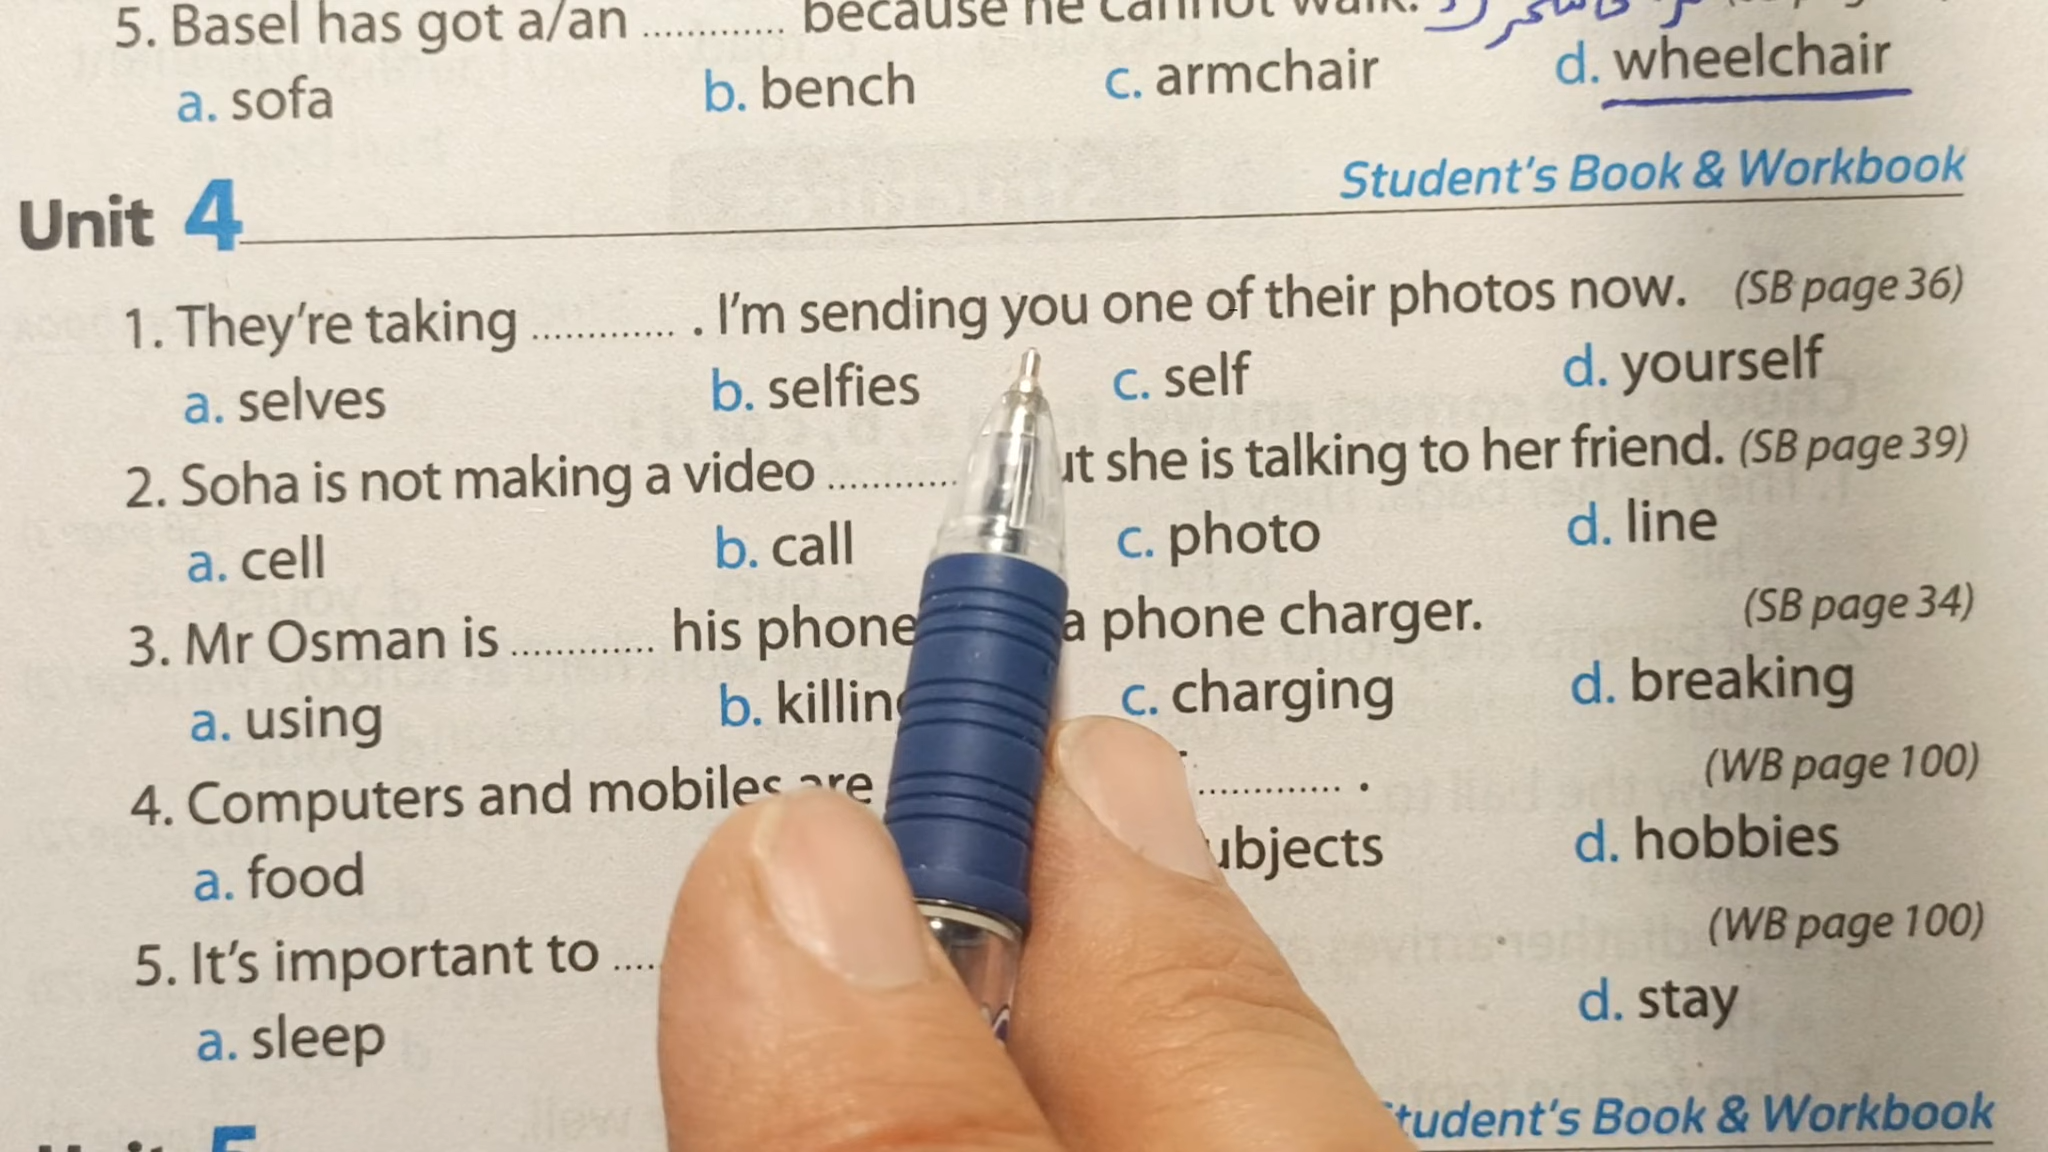 5. Basel has got a/an ............. because he cannot walk.
a. sofa b. bench c. armchair d. wheelchair
Student's Book & Workbook
Unit 4
1. They're taking ............. . I'm sending you one of their photos now. (SB page 36)
a. selves b. selfies c. self d. yourself
2. Soha is not making a video ............ she is talking to her friend. (SB page 39)
a. cell b. call c. photo d. line
3. Mr Osman is ............. his phone a phone charger. (SB page 34)
a. using b. c. charging d. breaking
4. Computers and mobiles are ............. . (WB page 100)
a. food d. hobbies
5. It's important to .... (WB page 100)
a. sleep d. stay
Student's Book & Workbook